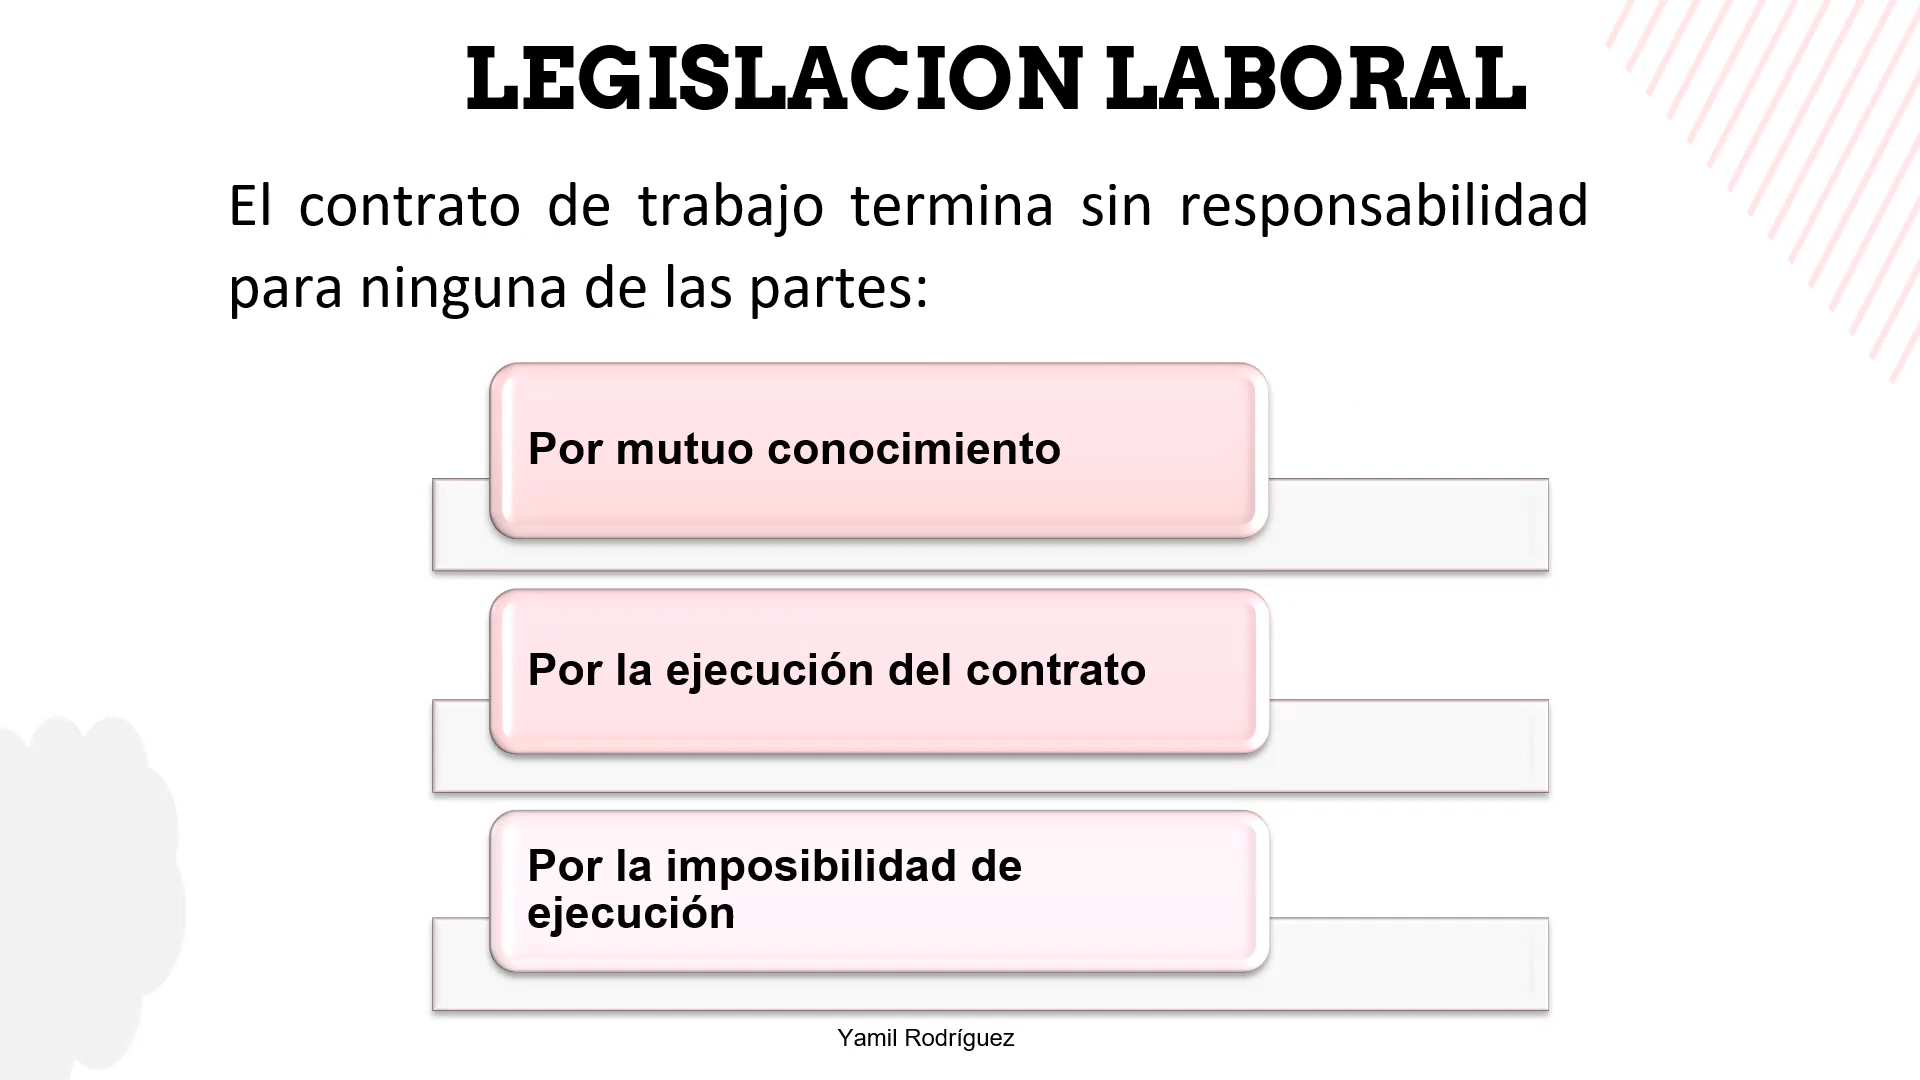 LEGISLACION LABORAL
El contrato de trabajo termina sin responsabilidad
para ninguna de las partes:
Por mutuo conocimiento
Por la ejecución del contrato
Por la imposibilidad de
ejecución
Yamil Rodríguez